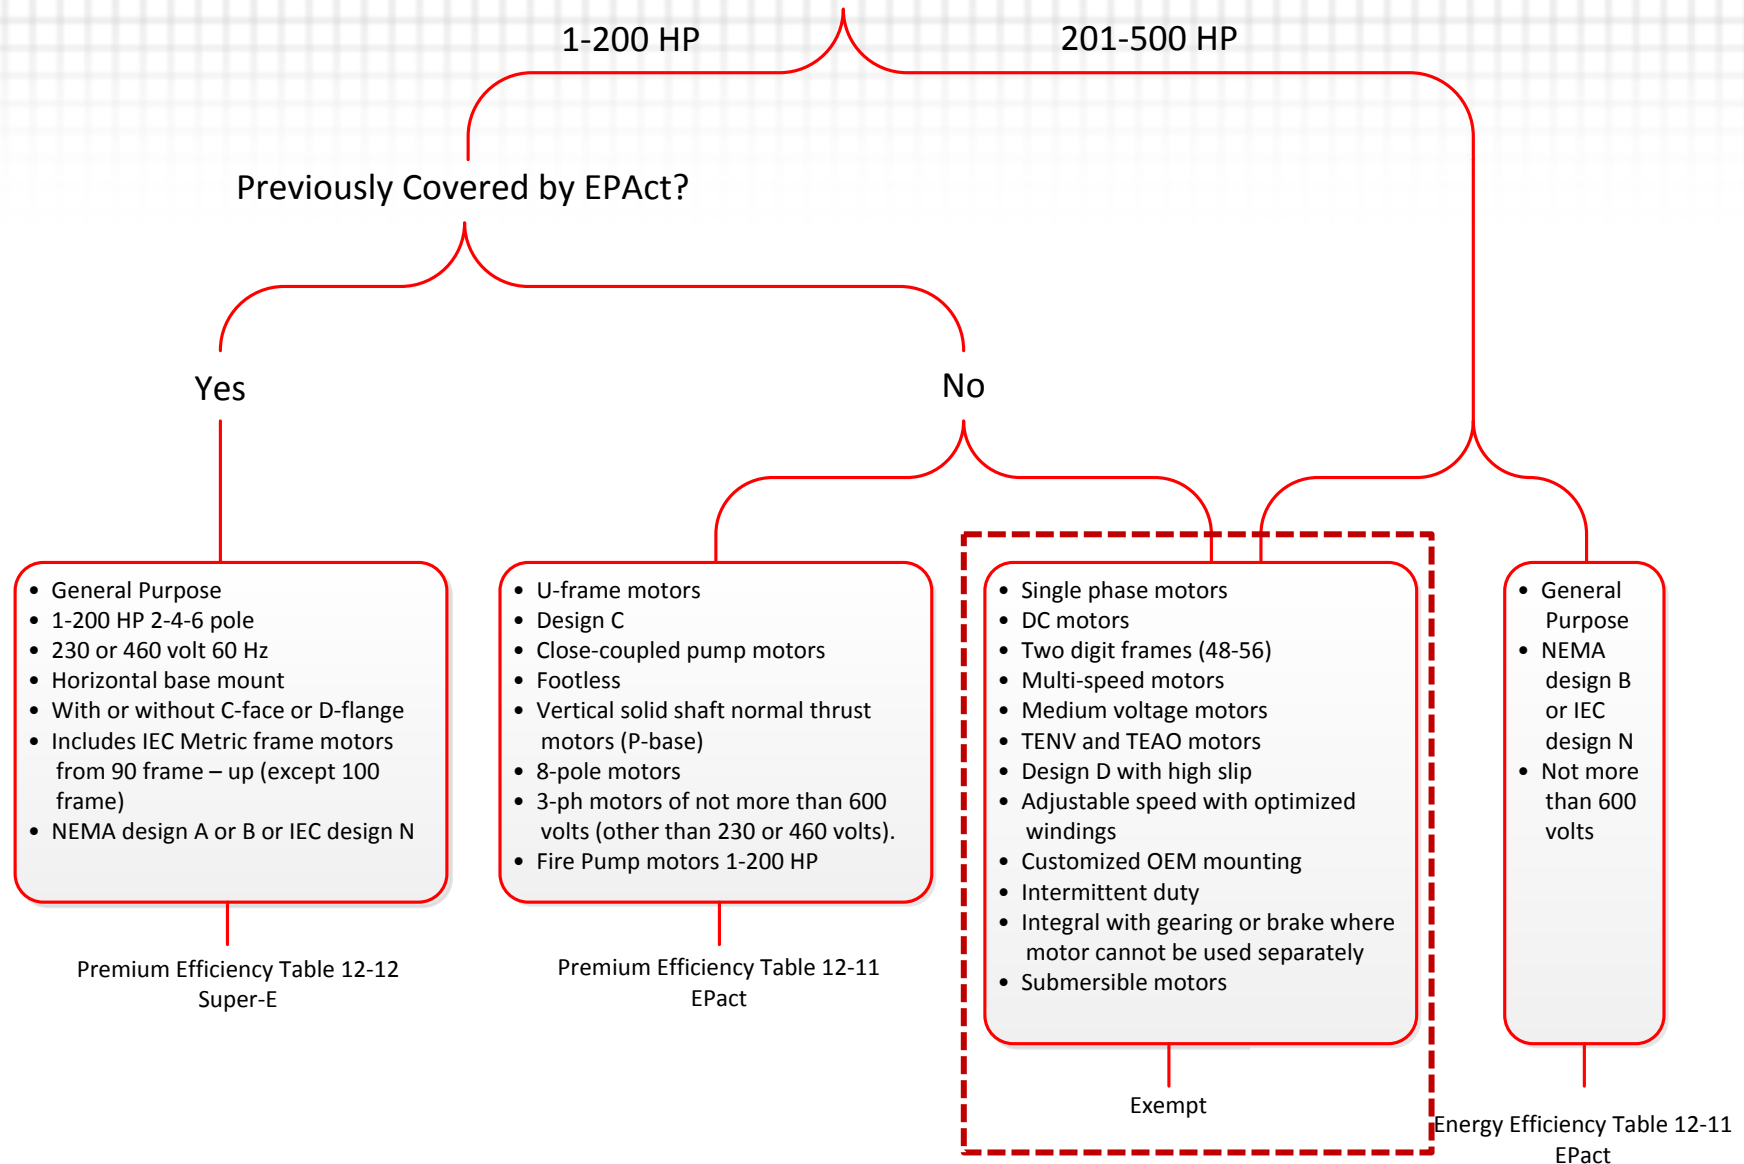 1-200 HP
201-500 HP
Previously Covered by EPAct?
Yes
No
• General Purpose
• 1-200 HP 2-4-6 pole
• 230 or 460 volt 60 Hz
• Horizontal base mount
• With or without C-face or D-flange
• Includes IEC Metric frame motors
from 90 frame – up (except 100
frame)
• NEMA design A or B or IEC design N
Premium Efficiency Table 12-12
Super-E
• U-frame motors
• Design C
• Close-coupled pump motors
• Footless
• Vertical solid shaft normal thrust
motors (P-base)
• 8-pole motors
• 3-ph motors of not more than 600
volts (other than 230 or 460 volts).
• Fire Pump motors 1-200 HP
Premium Efficiency Table 12-11
EPact
• Single phase motors
• DC motors
• Two digit frames (48-56)
• Multi-speed motors
• Medium voltage motors
• TENV and TEAO motors
• Design D with high slip
• Adjustable speed with optimized
windings
• Customized OEM mounting
• Intermittent duty
• Integral with gearing or brake where
motor cannot be used separately
• Submersible motors
Exempt
• General
Purpose
• NEMA
design B
or IEC
design N
• Not more
than 600
volts
Energy Efficiency Table 12-11
EPact